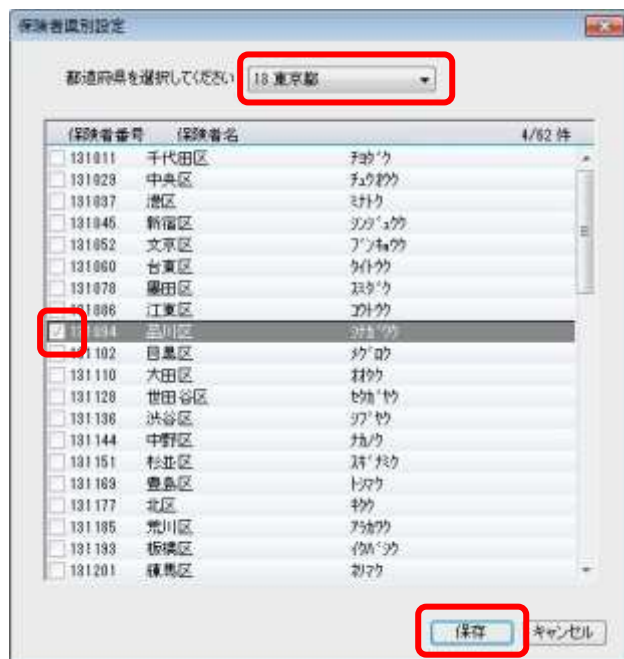 保険者選別設定
都道府県を選択してください 13 東京都
保険者番号 保険者名 4/62 件
131011 千代田区 ﾁﾖﾀﾞｸ
131029 中央区 ﾁｭｳｵｳｸ
131037 港区 ﾐﾅﾄｸ
131045 新宿区 ｼﾝｼﾞｭｸｸ
131052 文京区 ﾌﾞﾝｷｮｳｸ
131060 台東区 ﾀｲﾄｳｸ
131078 墨田区 ｽﾐﾀﾞｸ
131086 江東区 ｺｳﾄｳｸ
131094 品川区 ｼﾅｶﾞﾜｸ
131102 目黒区 ﾒｸﾞﾛｸ
131110 大田区 ｵｵﾀｸ
131128 世田谷区 ｾﾀｶﾞﾔｸ
131136 渋谷区 ｼﾌﾞﾔｸ
131144 中野区 ﾅｶﾉｸ
131151 杉並区 ｽｷﾞﾅﾐｸ
131169 豊島区 ﾄｼﾏｸ
131177 北区 ｷﾀｸ
131185 荒川区 ｱﾗｶﾜｸ
131193 板橋区 ｲﾀﾊﾞｼｸ
131201 練馬区 ﾈﾘﾏｸ
保存 キャンセル